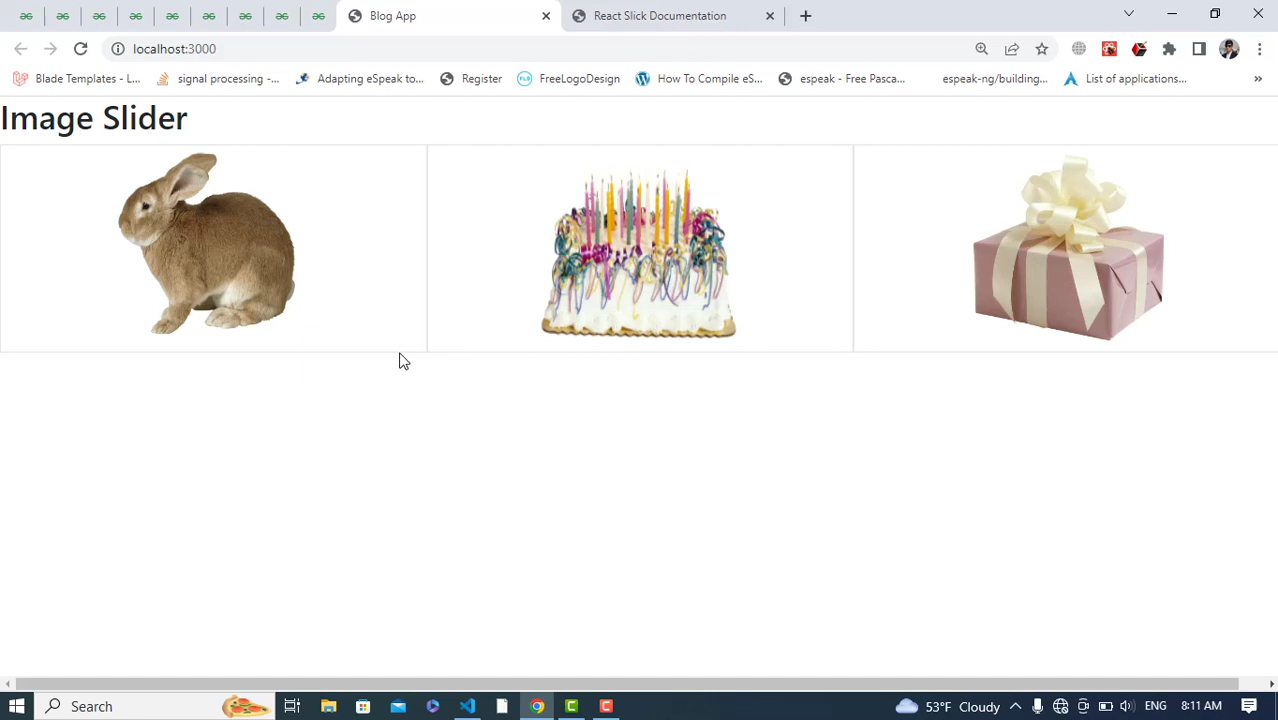 Blog App
React Slick Documentation
localhost:3000
Blade Templates - L...
signal processing -...
Adapting eSpeak to...
Register
FLD
FreeLogoDesign
How To Compile eS...
espeak - Free Pasca...
espeak-ng/building...
List of applications...
Image Slider
Search
53°F Cloudy
ENG
8:11 AM